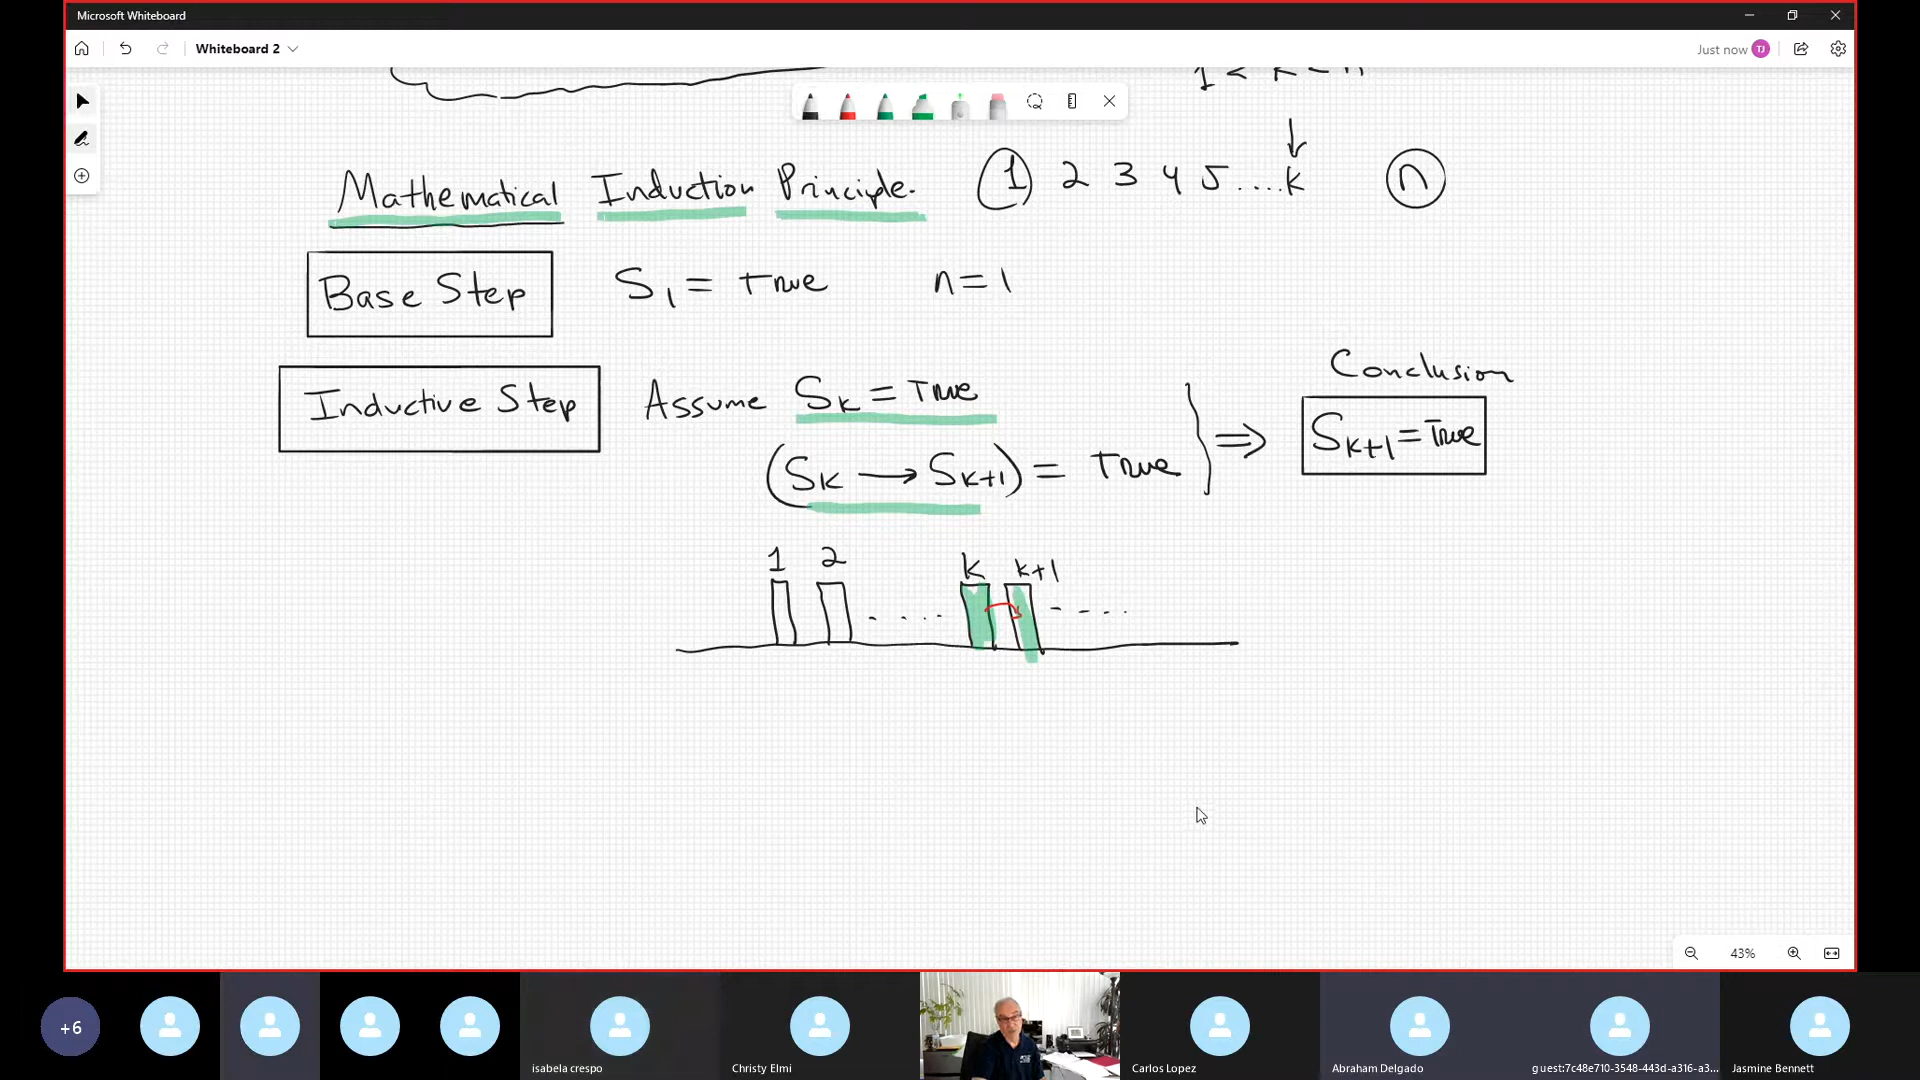 Microsoft Whiteboard
Whiteboard 2
Just now TJ
1 < k < n
Mathematical Induction Principle. 1 2 3 4 5 .... k n
Base Step S1 = True n=1
Conclusion
Inductive Step Assume Sk = True
(Sk → Sk+1) = True ⇒ Sk+1 = True
1 2 k k+1
. .... - - - . .
43%
+6
isabela crespo
Christy Elmi
Carlos Lopez
Abraham Delgado
guest:7c48e710-3548-443d-a316-a3...
Jasmine Bennett